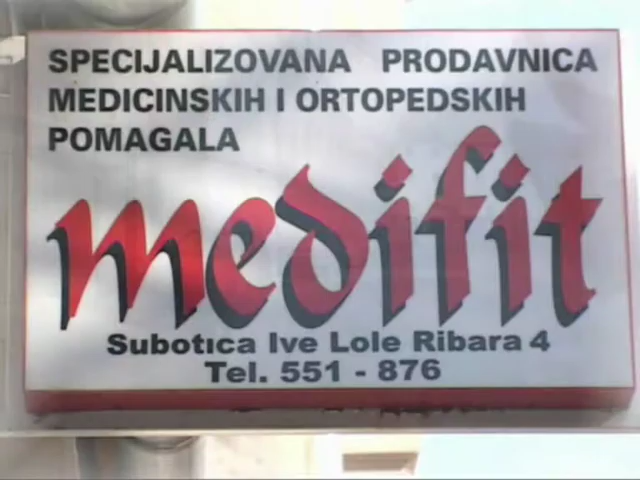 SPECIJALIZOVANA PRODAVNICA
MEDICINSKIH I ORTOPEDSKIH
POMAGALA
medifit
Subotica Ive Lole Ribara 4
Tel. 551 - 876